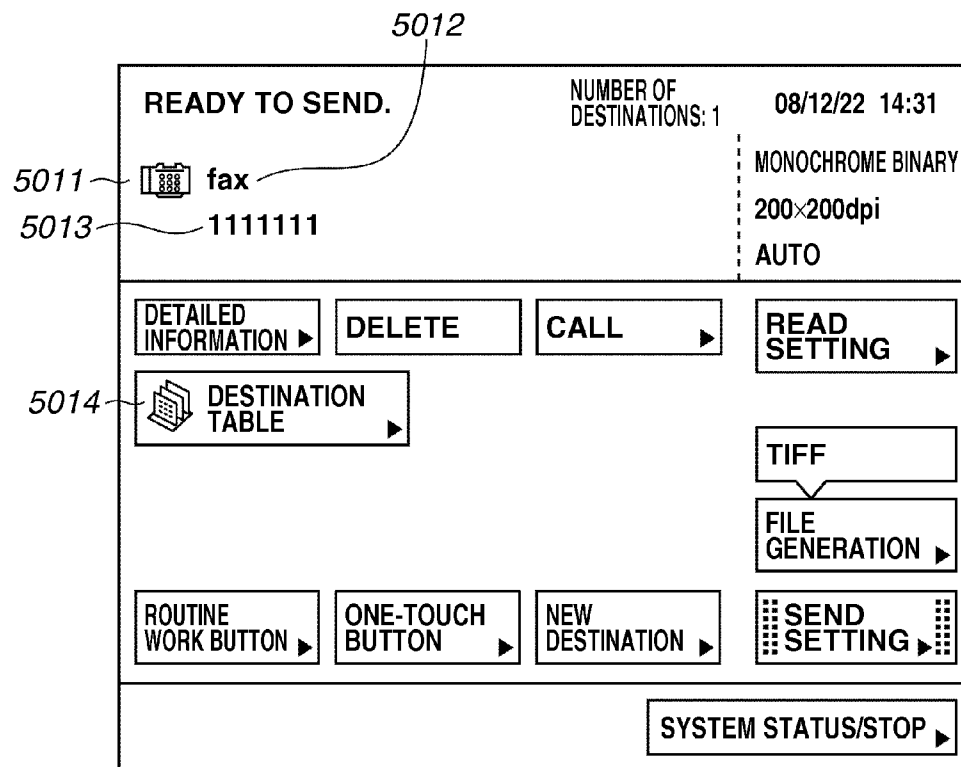 5012
READY TO SEND.
NUMBER OF
DESTINATIONS: 1
08/12/22 14:31
5011
fax
MONOCHROME BINARY
5013
1111111
200×200dpi
AUTO
DETAILED
INFORMATION
DELETE
CALL
READ
SETTING
5014
DESTINATION
TABLE
TIFF
FILE
GENERATION
ROUTINE
WORK BUTTON
ONE-TOUCH
BUTTON
NEW
DESTINATION
SEND
SETTING
SYSTEM STATUS/STOP